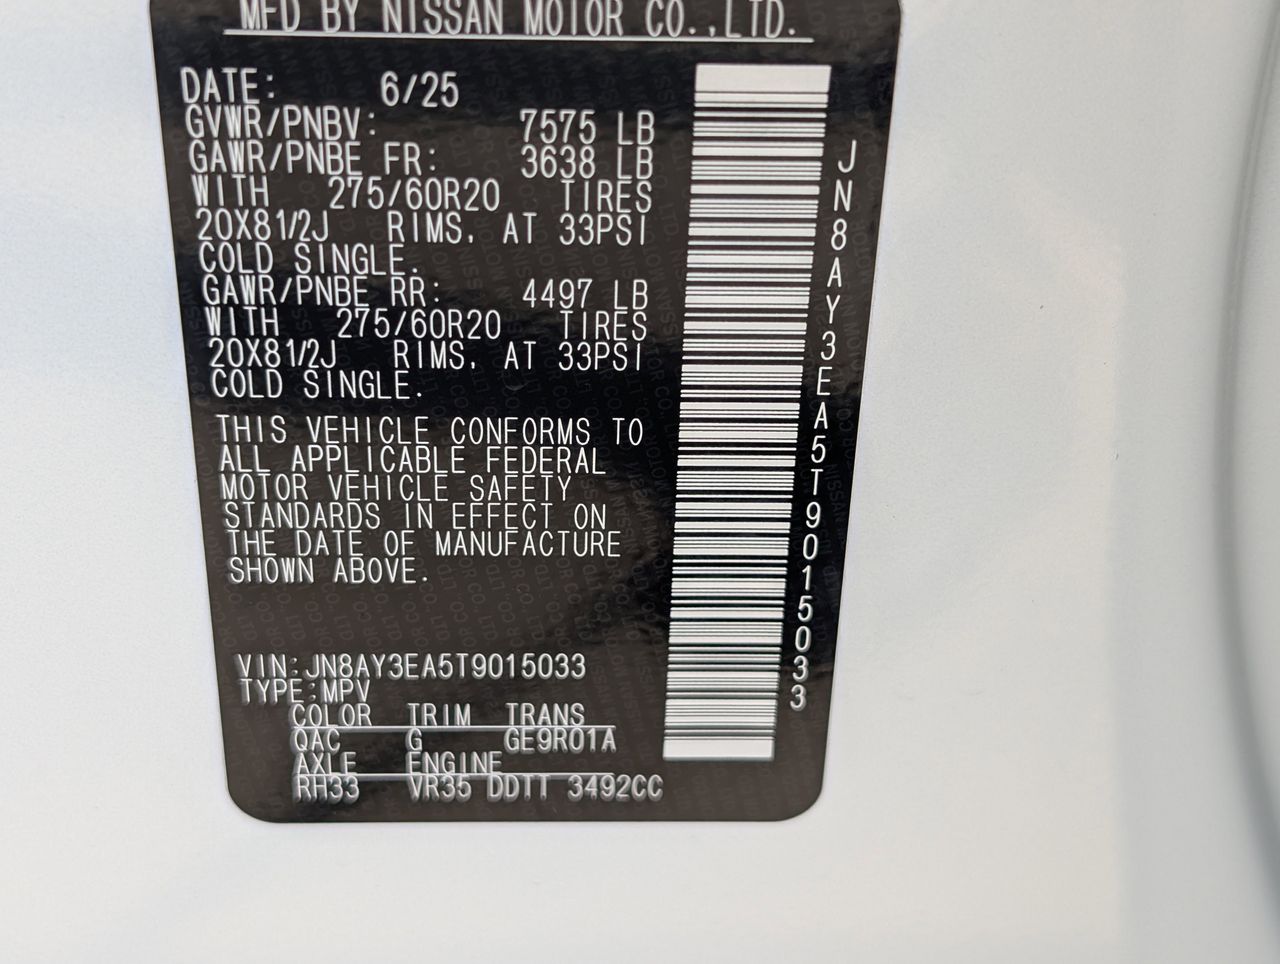 MFD BY NISSAN MOTOR CO.,LTD.
DATE: 6/25
GVWR/PNBV: 7575 LB
GAWR/PNBE FR: 3638 LB
WITH 275/60R20 TIRES
20X81/2J RIMS, AT 33PSI
COLD SINGLE.
GAWR/PNBE RR: 4497 LB
WITH 275/60R20 TIRES
20X81/2J RIMS, AT 33PSI
COLD SINGLE.
THIS VEHICLE CONFORMS TO
ALL APPLICABLE FEDERAL
MOTOR VEHICLE SAFETY
STANDARDS IN EFFECT ON
THE DATE OF MANUFACTURE
SHOWN ABOVE.
VIN:JN8AY3EA5T9015033
TYPE:MPV
COLOR TRIM TRANS
QAC G GE9R01A
AXLE ENGINE
RH33 VR35 DDTT 3492CC
JN8AY3EA5T9015033